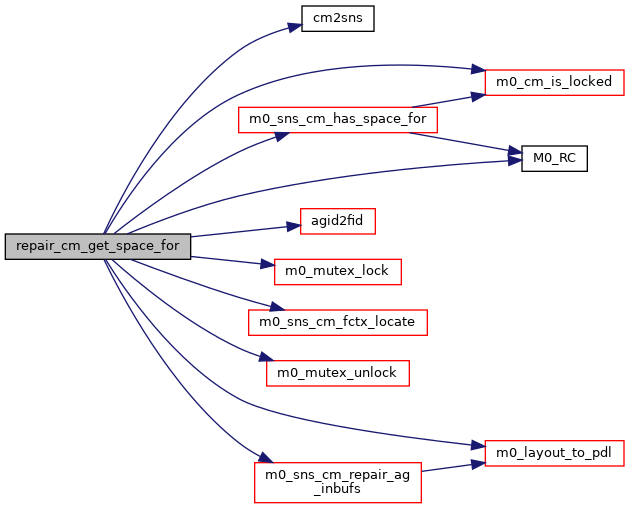 cm2sns
m0_cm_is_locked
m0_sns_cm_has_space_for
M0_RC
agid2fid
repair_cm_get_space_for
m0_mutex_lock
m0_sns_cm_fctx_locate
m0_mutex_unlock
m0_layout_to_pdl
m0_sns_cm_repair_ag
_inbufs